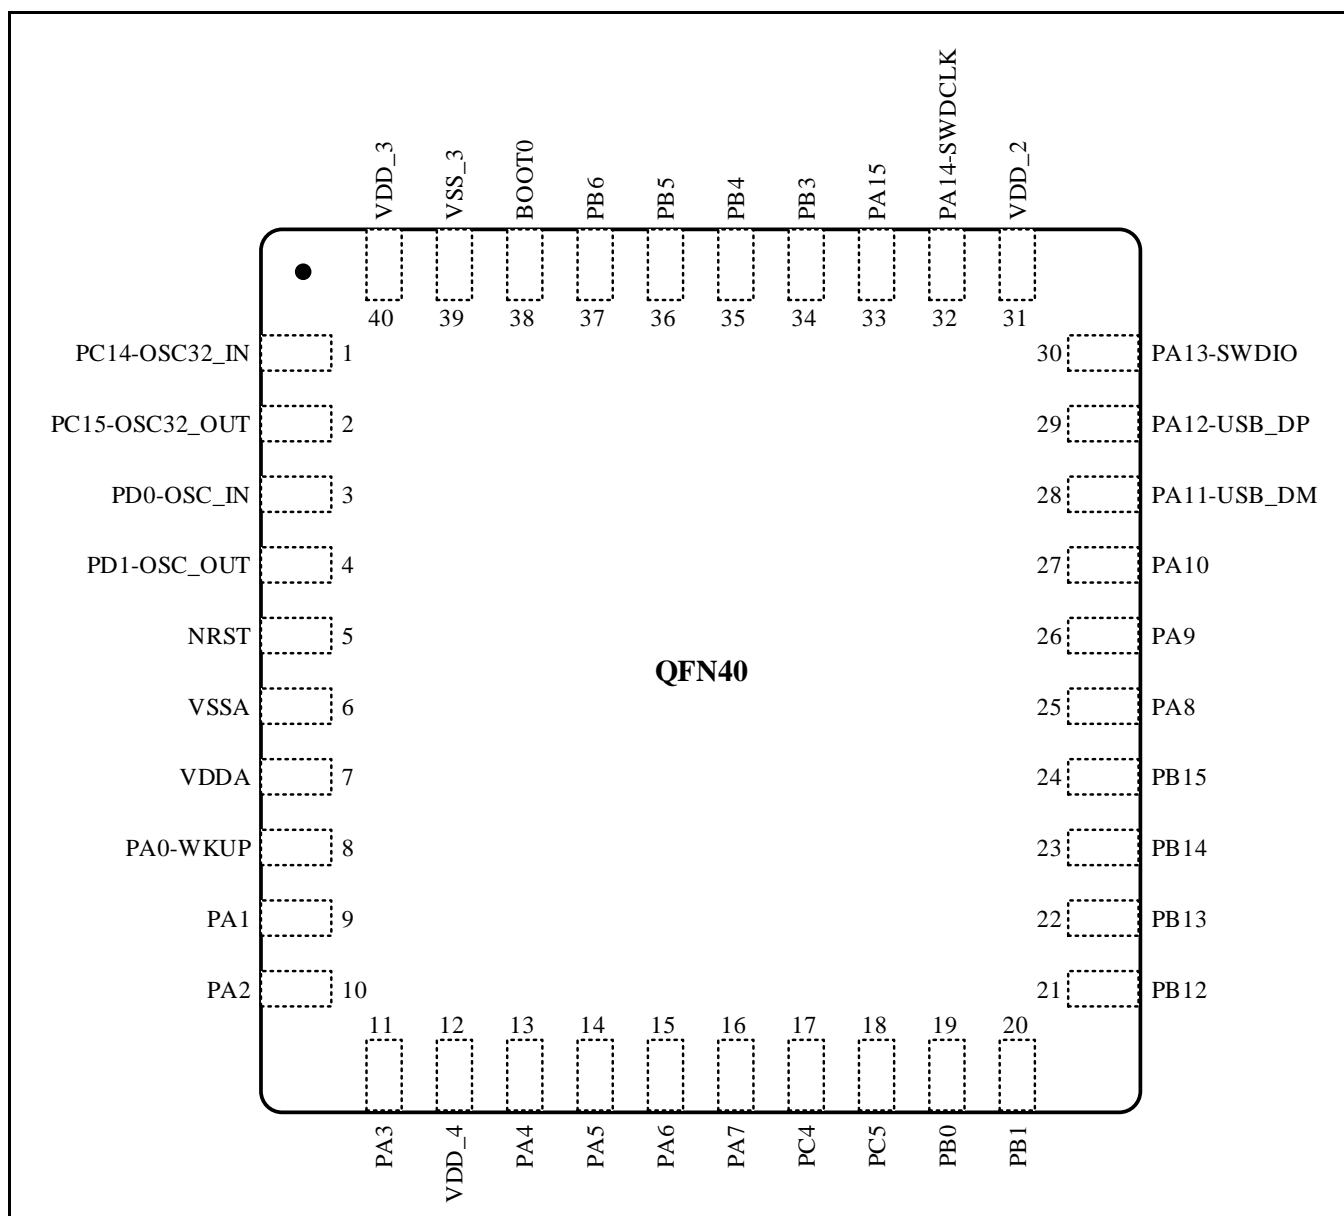 VDD_3
VSS_3
BOOT0
PB6
PB5
PB4
PB3
PA15
PA14-SWDCLK
VDD_2
40 39 38 37 36 35 34 33 32 31
PC14-OSC32_IN 1 30 PA13-SWDIO
PC15-OSC32_OUT 2 29 PA12-USB_DP
PD0-OSC_IN 3 28 PA11-USB_DM
PD1-OSC_OUT 4 27 PA10
NRST 5 26 PA9
QFN40
VSSA 6 25 PA8
VDDA 7 24 PB15
PA0-WKUP 8 23 PB14
PA1 9 22 PB13
PA2 10 21 PB12
11 12 13 14 15 16 17 18 19 20
PA3
VDD_4
PA4
PA5
PA6
PA7
PC4
PC5
PB0
PB1